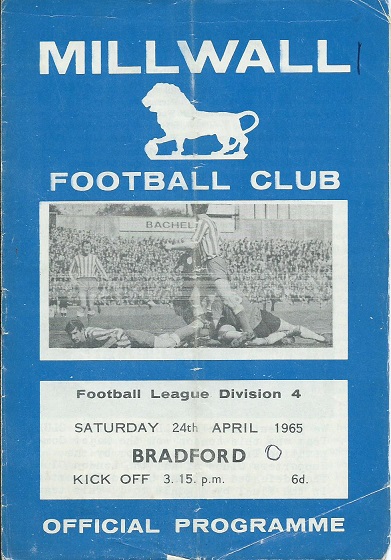 MILLWALL
FOOTBALL CLUB
BACHEL
Football League Division 4
SATURDAY 24th APRIL 1965
BRADFORD 0
KICK OFF 3.15. p.m. 6d.
OFFICIAL PROGRAMME